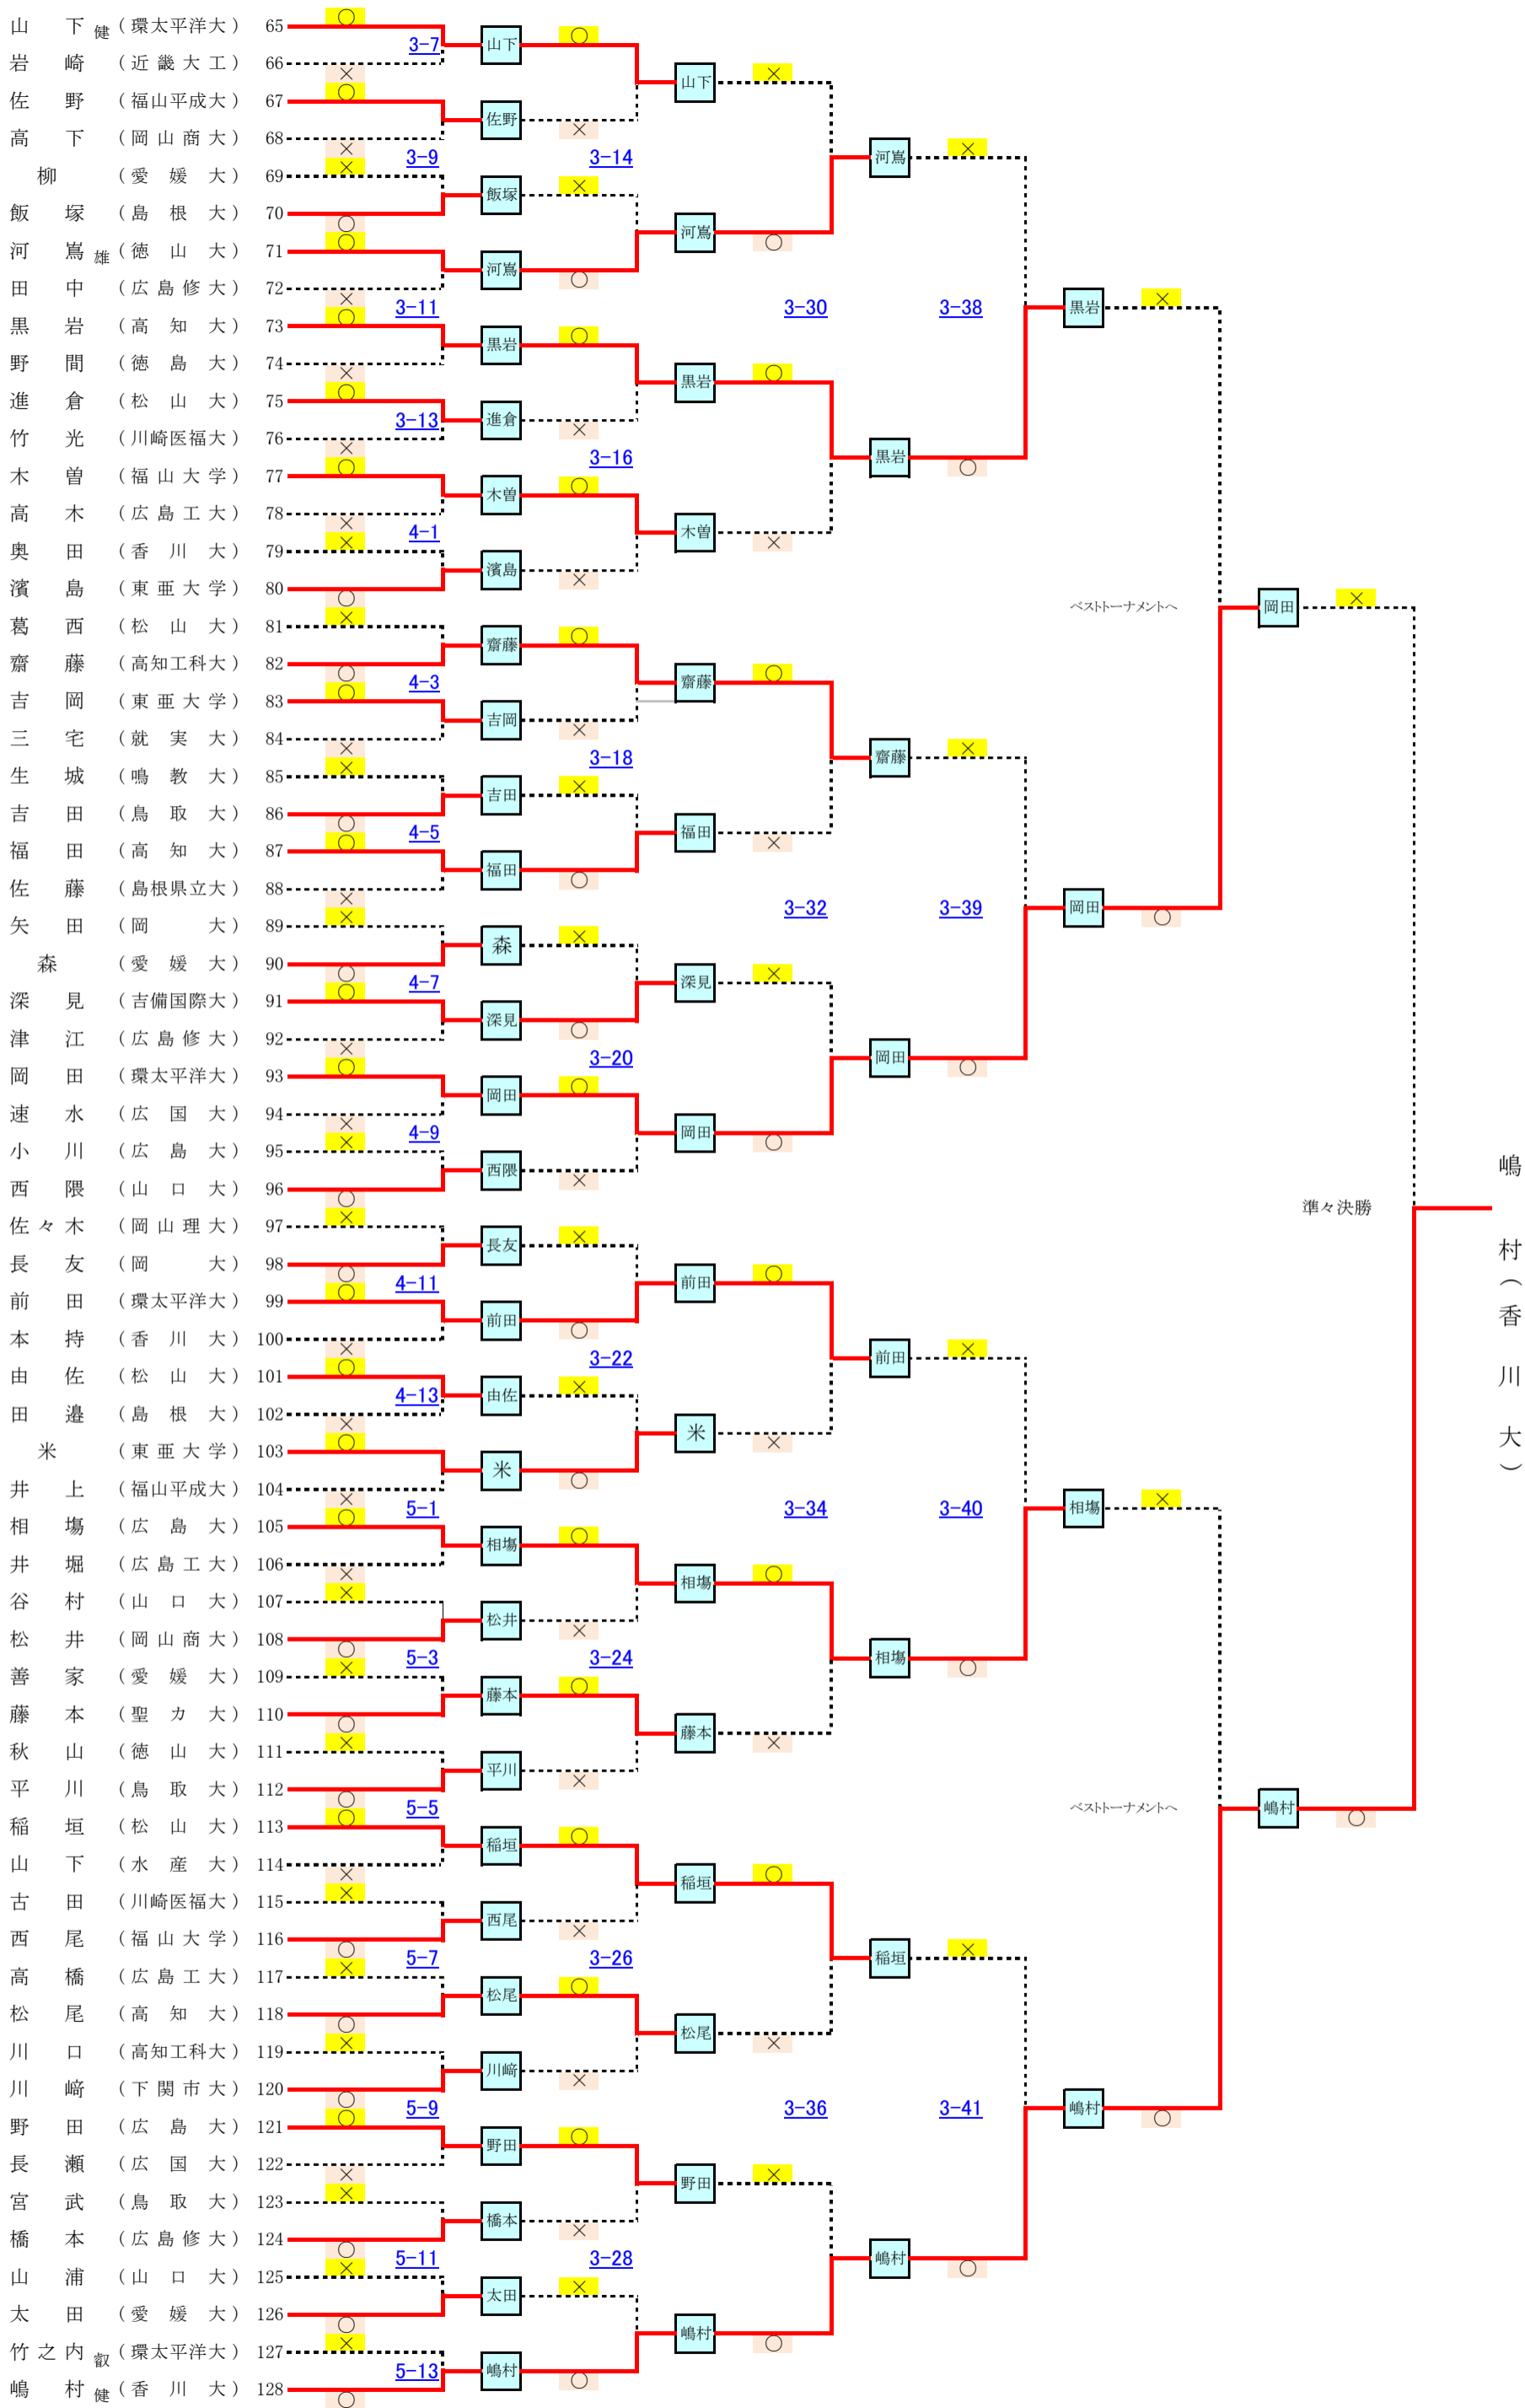 山下健（環太平洋大） 65 ○ 3-7 山下 ○
岩崎（近畿大工） 66 × 山下 ×
佐野（福山平成大） 67 ○ 佐野 ×
高下（岡山商大） 68 × 3-9 3-14 河嶌 ×
柳（愛媛大） 69 × 飯塚 ×
飯塚（島根大） 70 ○ 河嶌 ○
河嶌雄（徳山大） 71 ○ 河嶌 ○
田中（広島修大） 72 × 3-11 3-30 3-38 黒岩 ×
黒岩（高知大） 73 ○ 黒岩 ○
野間（徳島大） 74 × 黒岩 ○
進倉（松山大） 75 ○ 3-13 進倉 ×
竹光（川崎医福大） 76 × 3-16 黒岩 ○
木曽（福山大学） 77 ○ 木曽 ○
高木（広島工大） 78 × 4-1 木曽 ×
奥田（香川大） 79 × 濱島 ×
濱島（東亜大学） 80 ○ ベストトーナメントへ 岡田 ×
葛西（松山大） 81 × 齋藤 ○
齋藤（高知工科大） 82 ○ 4-3 齋藤 ○
吉岡（東亜大学） 83 ○ 吉岡 ×
三宅（就実大） 84 × 3-18 齋藤 ×
生城（鳴教大） 85 × 吉田 ×
吉田（鳥取大） 86 ○ 4-5 福田 ×
福田（高知大） 87 ○ 福田 ○
佐藤（島根県立大） 88 × 3-32 3-39 岡田 ○
矢田（岡大） 89 × 森 ×
森（愛媛大） 90 ○ 4-7 深見 ×
深見（吉備国際大） 91 ○ 深見 ○
津江（広島修大） 92 × 3-20 岡田 ○
岡田（環太平洋大） 93 ○ 岡田 ○
速水（広国大） 94 × 4-9 岡田 ○
小川（広島大） 95 × 西隈 ×
西隈（山口大） 96 ○ 準々決勝 嶋村（香川大）
佐々木（岡山理大） 97 × 長友 ×
長友（岡大） 98 ○ 4-11 前田 ○
前田（環太平洋大） 99 ○ 前田 ○
本持（香川大） 100 × 3-22 前田 ×
由佐（松山大） 101 ○ 4-13 由佐 ×
田邉（島根大） 102 × 米 ×
米（東亜大学） 103 ○ 米 ○
井上（福山平成大） 104 × 5-1 3-34 3-40 相塲 ×
相塲（広島大） 105 ○ 相塲 ○
井堀（広島工大） 106 × 相塲 ○
谷村（山口大） 107 × 松井 ×
松井（岡山商大） 108 ○ 5-3 3-24 相塲 ○
善家（愛媛大） 109 × 藤本 ○
藤本（聖カ大） 110 ○ 藤本 ×
秋山（徳山大） 111 × 平川 ×
平川（鳥取大） 112 ○ 5-5 ベストトーナメントへ 嶋村 ○
稲垣（松山大） 113 ○ 稲垣 ○
山下（水産大） 114 × 稲垣 ○
古田（川崎医福大） 115 × 西尾 ×
西尾（福山大学） 116 ○ 5-7 3-26 稲垣 ×
高橋（広島工大） 117 × 松尾 ○
松尾（高知大） 118 ○ 松尾 ×
川口（高知工科大） 119 × 川﨑 ×
川﨑（下関市大） 120 ○ 5-9 3-36 3-41 嶋村 ○
野田（広島大） 121 ○ 野田 ○
長瀬（広国大） 122 × 野田 ×
宮武（鳥取大） 123 × 橋本 ×
橋本（広島修大） 124 ○ 5-11 3-28 嶋村 ○
山浦（山口大） 125 × 太田 ×
太田（愛媛大） 126 ○ 嶋村 ○
竹之内叡（環太平洋大） 127 × 5-13 嶋村 ○
嶋村健（香川大） 128 ○